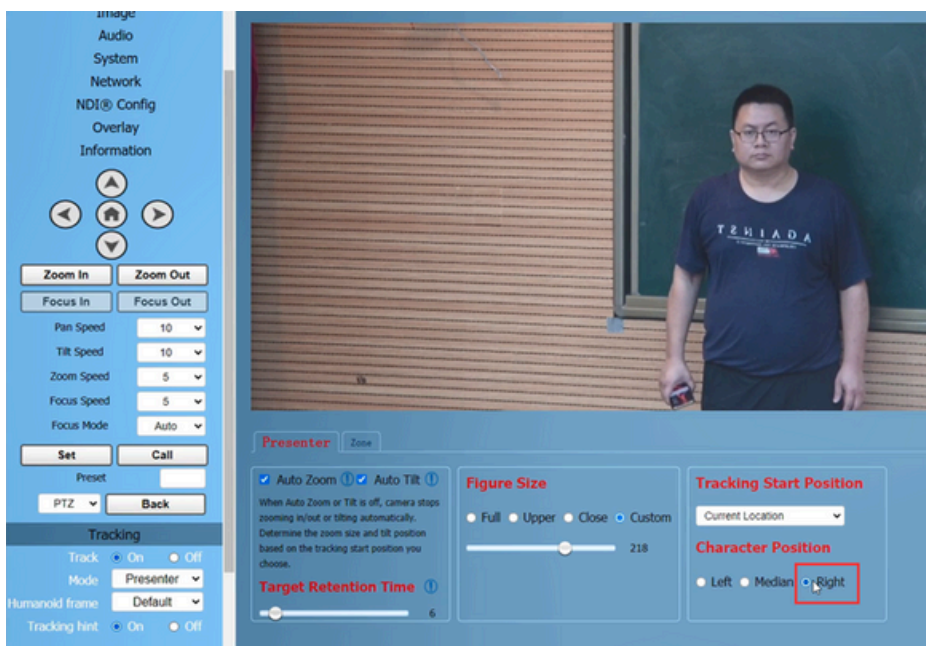 Image
Audio
System
Network
NDI® Config
Overlay
Information
Zoom In Zoom Out
Focus In Focus Out
Pan Speed 10
Tilt Speed 10
Zoom Speed 5
Focus Speed 5
Focus Mode Auto
Set Call
Preset
PTZ Back
Tracking
Track On Off
Mode Presenter
Humanoid frame Default
Tracking hint On Off
AGAINST
Presenter Zone
Auto Zoom Auto Tilt
When Auto Zoom or Tilt is off, camera stops
zooming in/out or tilting automatically.
Determine the zoom size and tilt position
based on the tracking start position you
choose.
Target Retention Time
6
Figure Size
Full Upper Close Custom
218
Tracking Start Position
Current Location
Character Position
Left Median Right